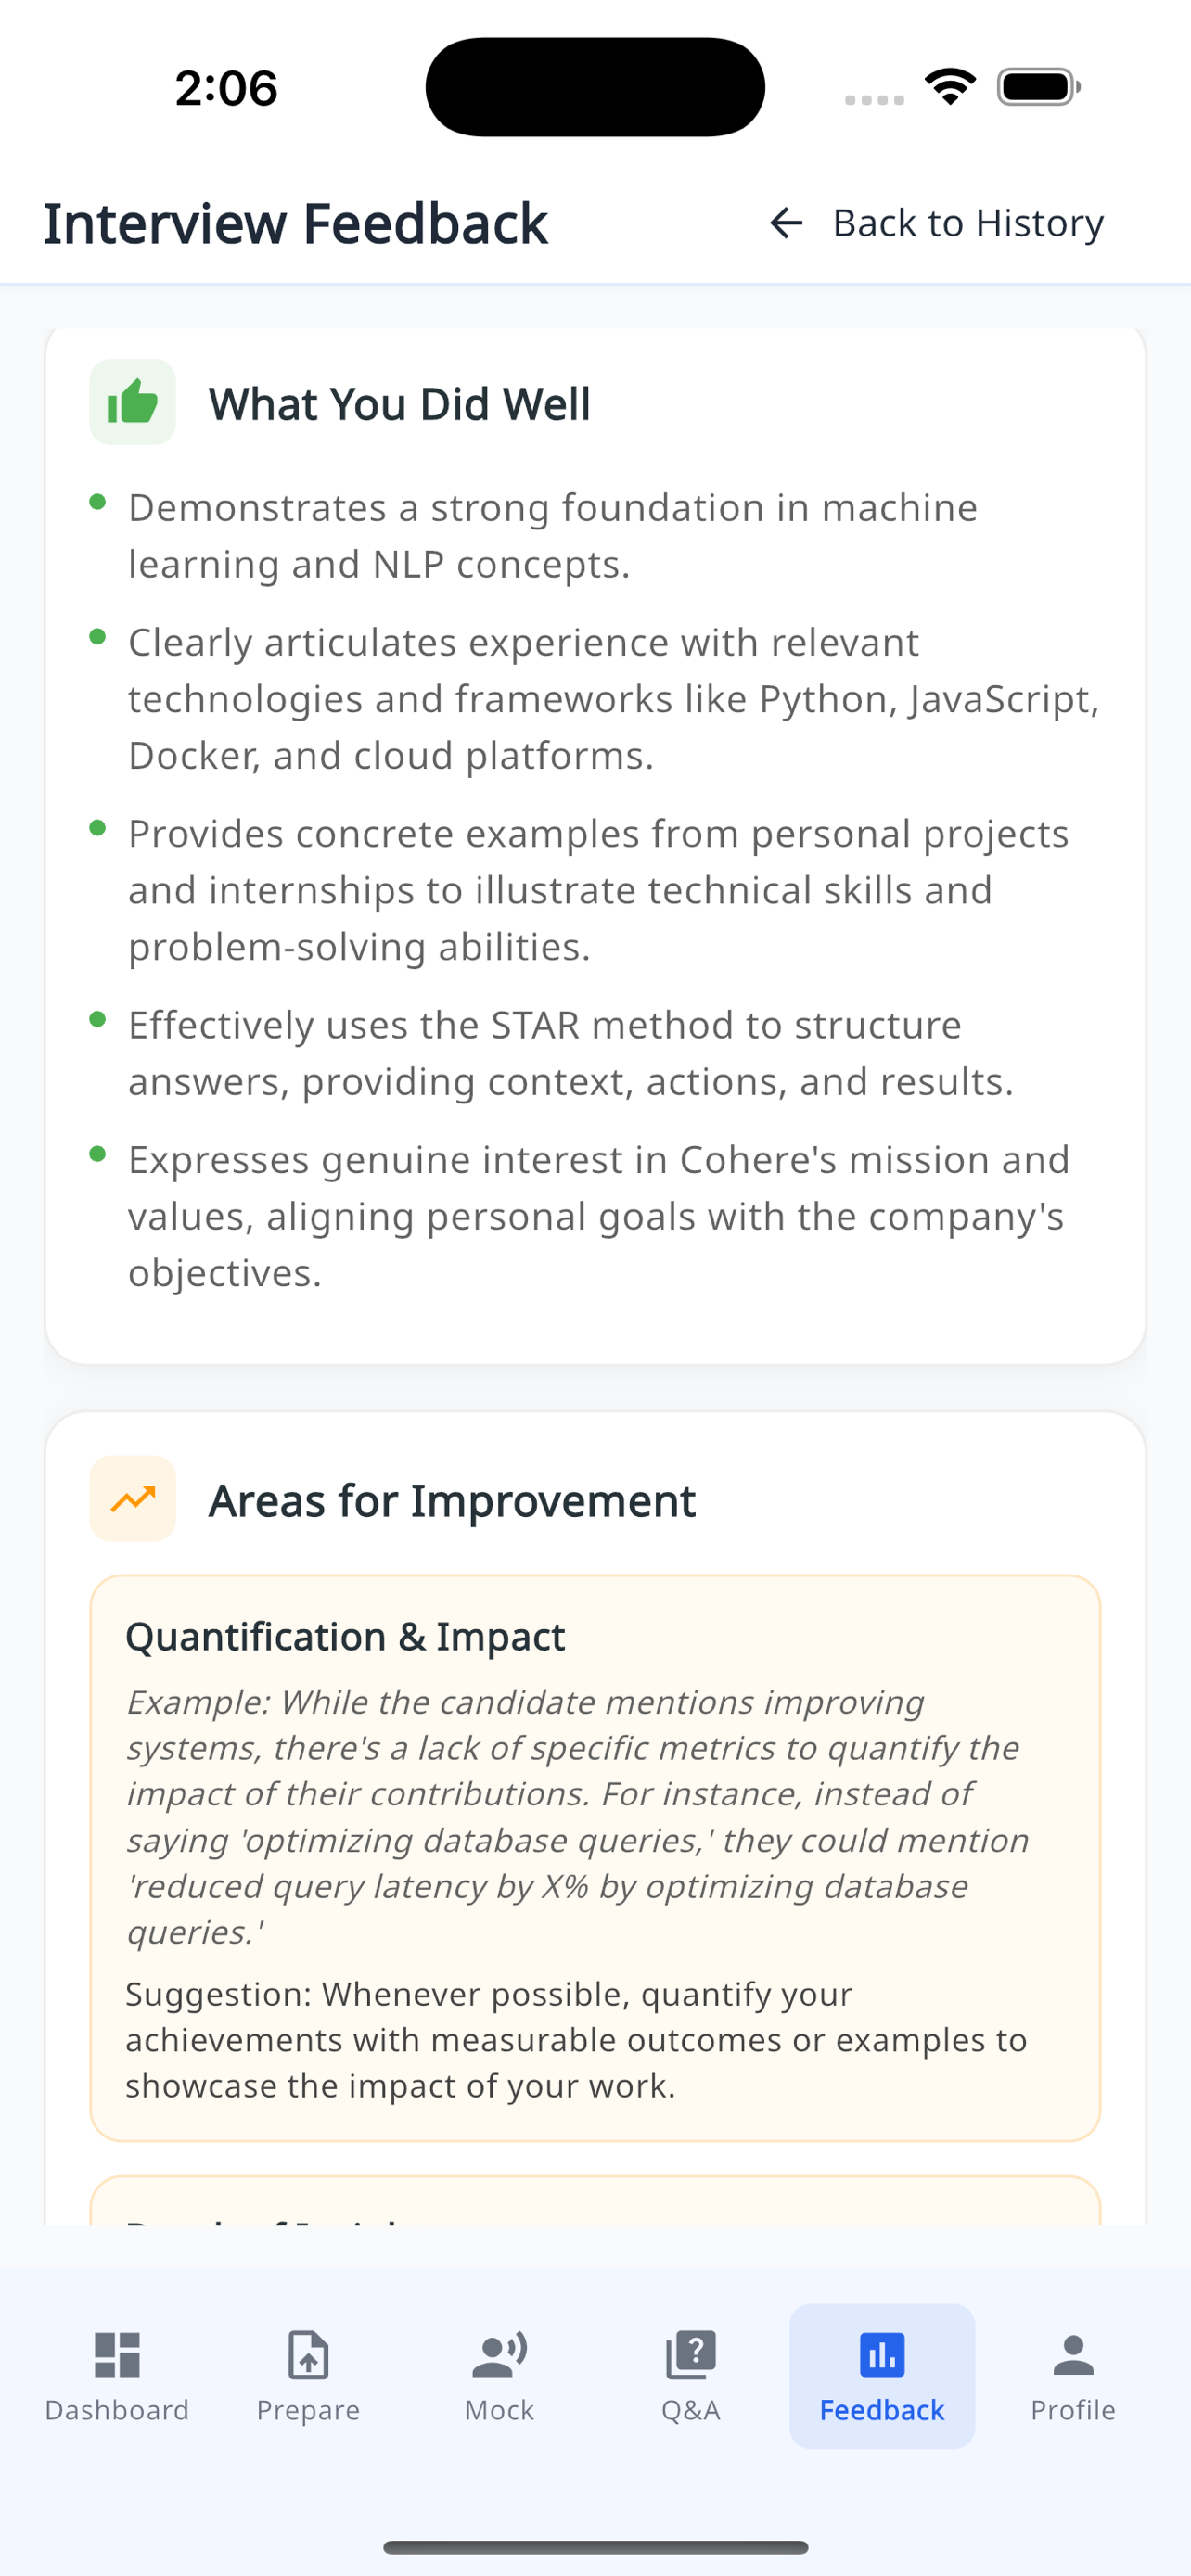 2:06
Interview Feedback
Back to History
What You Did Well
Demonstrates a strong foundation in machine
learning and NLP concepts.
Clearly articulates experience with relevant
technologies and frameworks like Python, JavaScript,
Docker, and cloud platforms.
Provides concrete examples from personal projects
and internships to illustrate technical skills and
problem-solving abilities.
Effectively uses the STAR method to structure
answers, providing context, actions, and results.
Expresses genuine interest in Cohere's mission and
values, aligning personal goals with the company's
objectives.
Areas for Improvement
Quantification & Impact
Example: While the candidate mentions improving
systems, there's a lack of specific metrics to quantify the
impact of their contributions. For instance, instead of
saying 'optimizing database queries,' they could mention
'reduced query latency by X% by optimizing database
queries.'
Suggestion: Whenever possible, quantify your
achievements with measurable outcomes or examples to
showcase the impact of your work.
Dashboard
Prepare
Mock
Q&A
Feedback
Profile